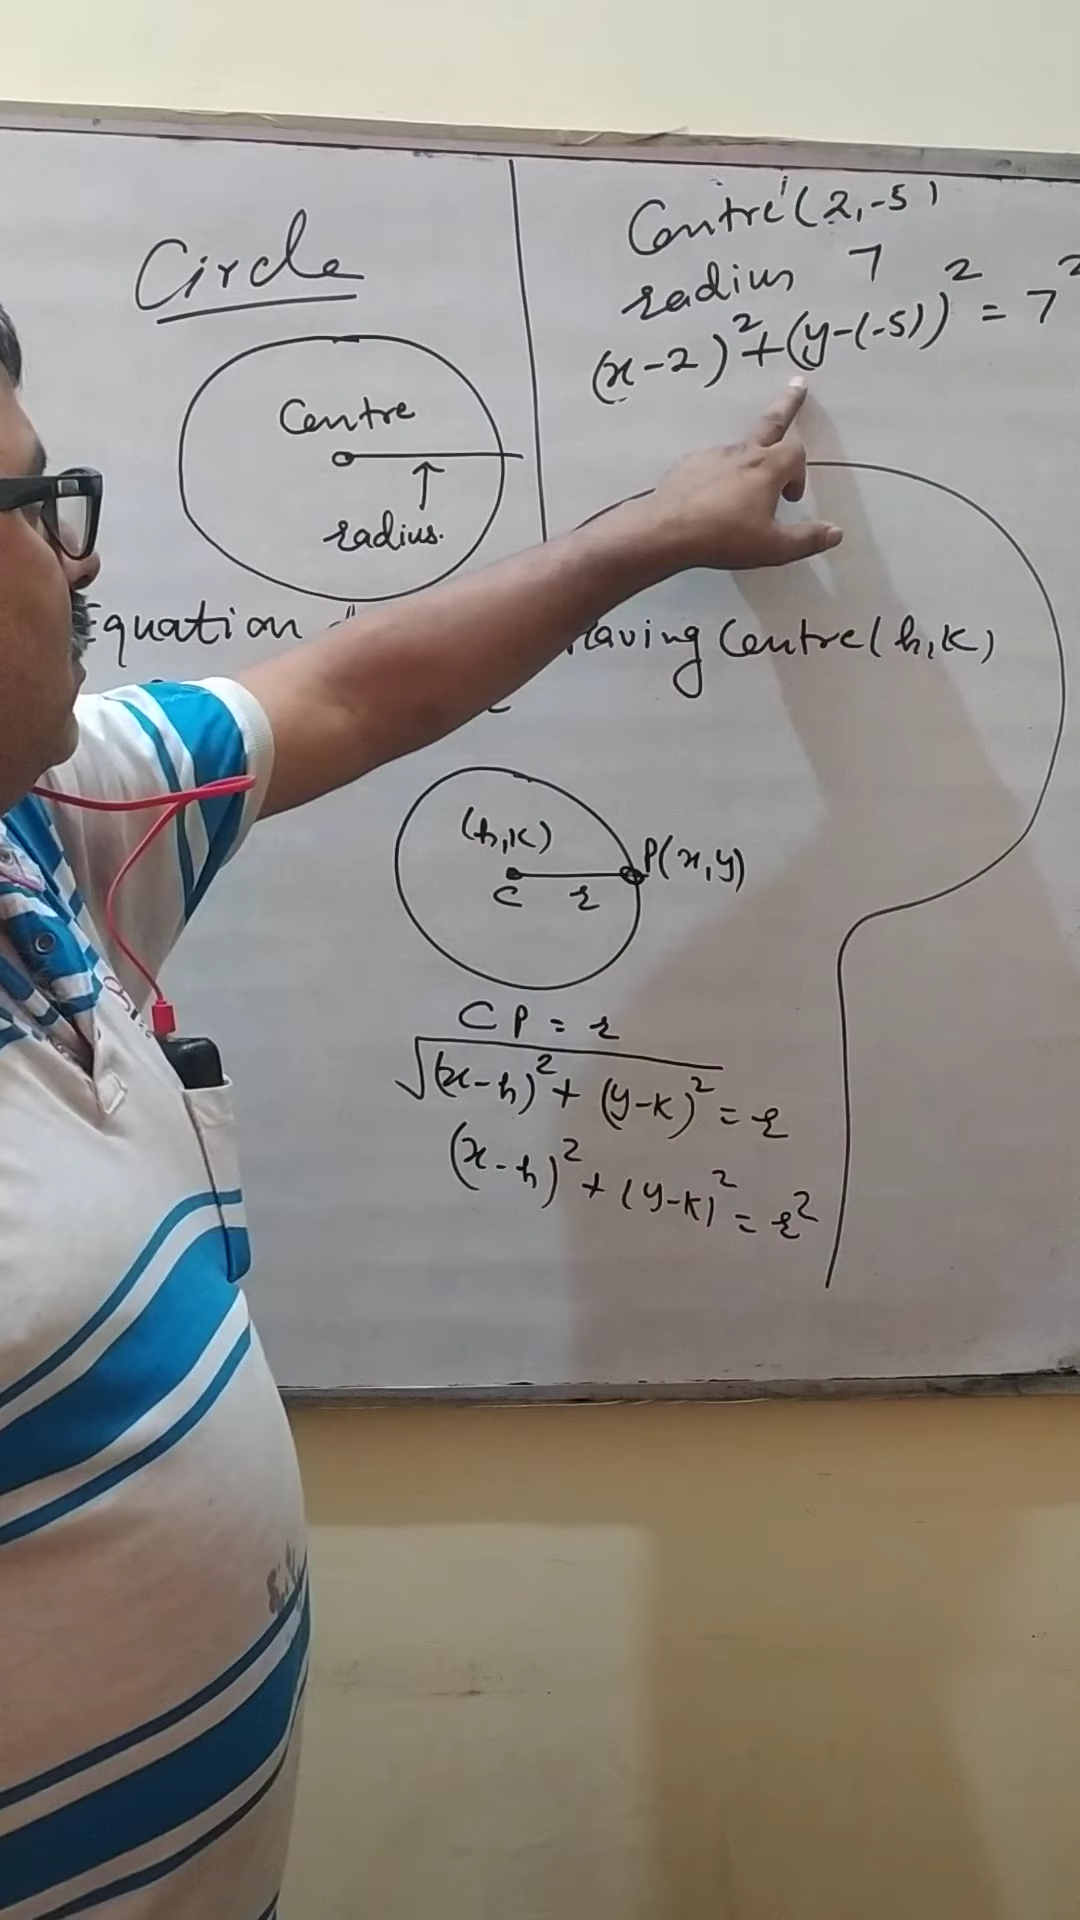 Circle
Centre
radius.
Centre (2,-5)
radius 7
(x-2)²+(y-(-5))² = 7²
Equation
having Centre (h,k)
(h,k)
C r P(x,y)
CP = r
√(x-h)²+(y-k)² = r
(x-h)²+(y-k)² = r²